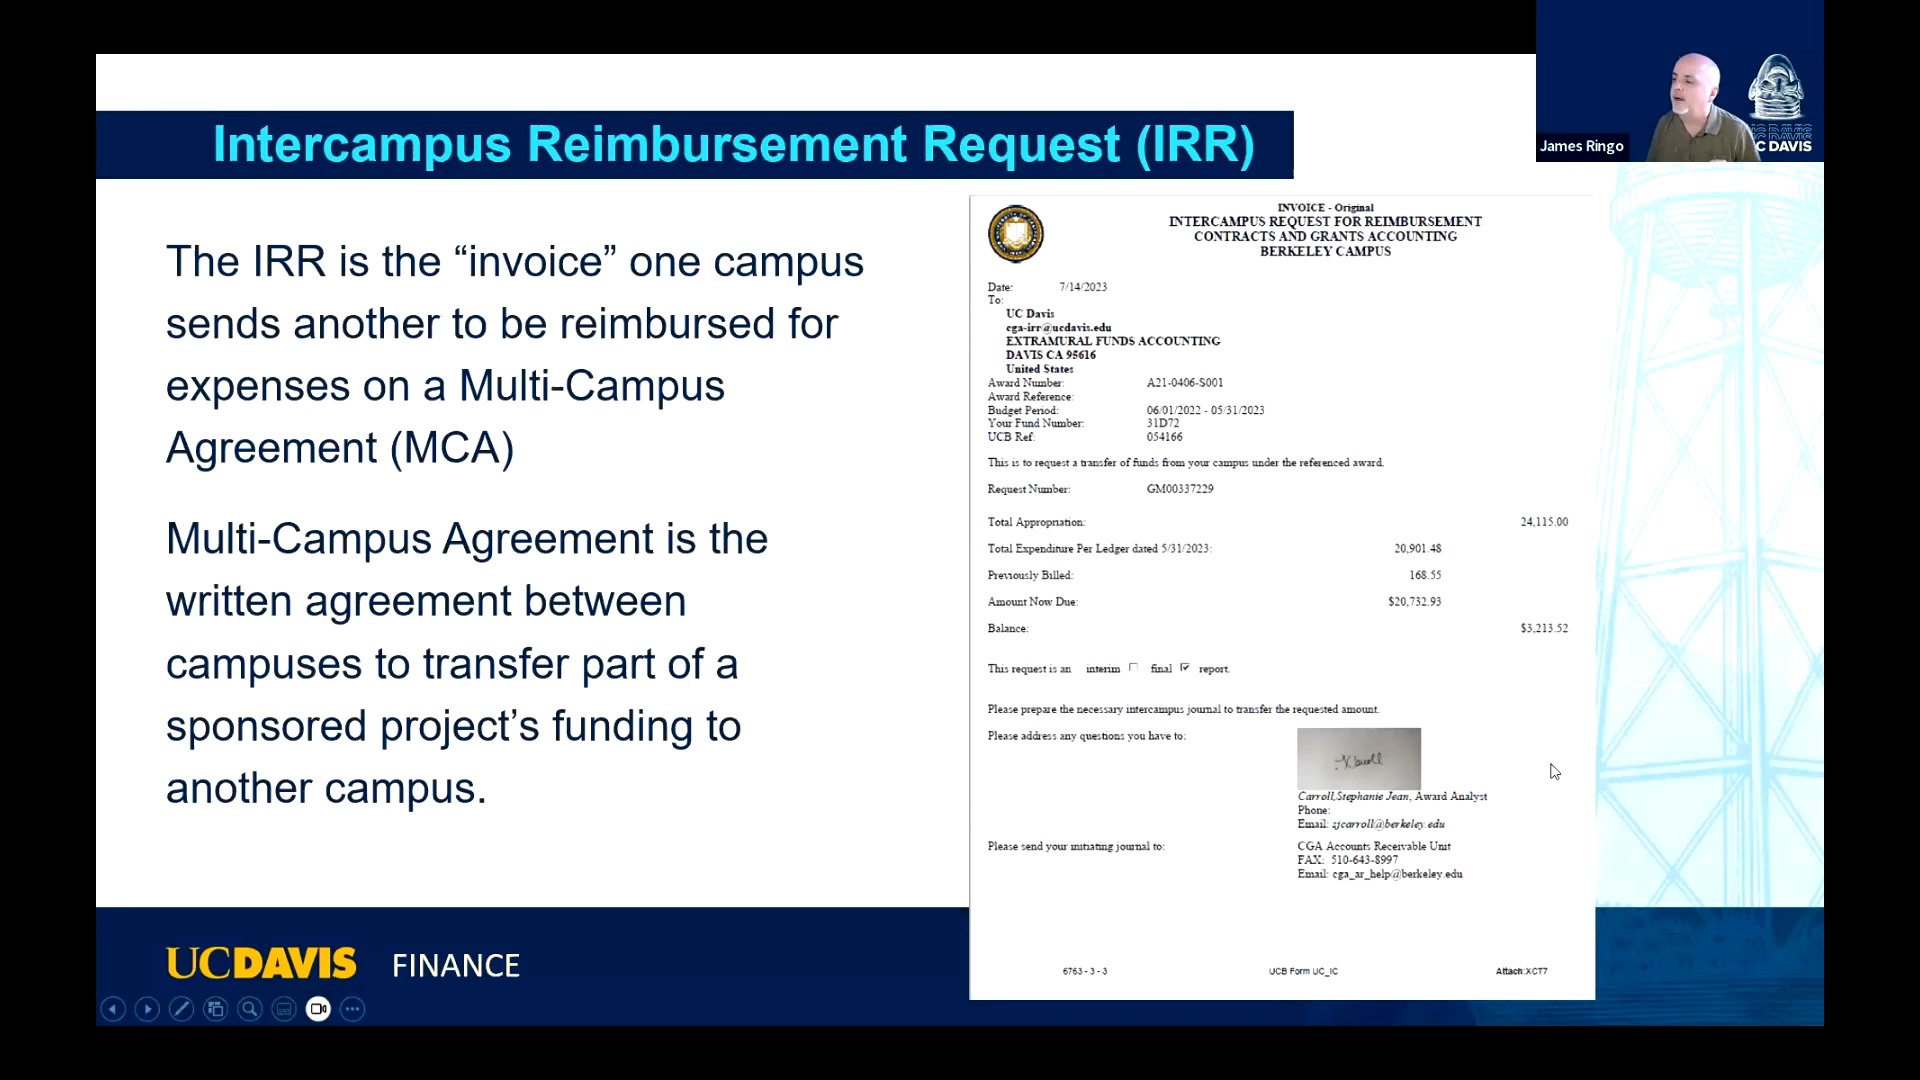 Intercampus Reimbursement Request (IRR)
James Ringo
UC DAVIS
The IRR is the “invoice” one campus
sends another to be reimbursed for
expenses on a Multi-Campus
Agreement (MCA)
Multi-Campus Agreement is the
written agreement between
campuses to transfer part of a
sponsored project’s funding to
another campus.
INVOICE - Original
INTERCAMPUS REQUEST FOR REIMBURSEMENT
CONTRACTS AND GRANTS ACCOUNTING
BERKELEY CAMPUS
Date: 7/14/2023
To:
UC Davis
cga-irr@ucdavis.edu
EXTRAMURAL FUNDS ACCOUNTING
DAVIS CA 95616
United States
Award Number: A21-0406-S001
Award Reference:
Budget Period: 06/01/2022 - 05/31/2023
Your Fund Number: 31D72
UCB Ref: 054166
This is to request a transfer of funds from your campus under the referenced award.
Request Number: GM00337229
Total Appropriation: 24,115.00
Total Expenditure Per Ledger dated 5/31/2023: 20,901.48
Previously Billed: 168.55
Amount Now Due: $20,732.93
Balance: $3,213.52
This request is an interim final report.
Please prepare the necessary intercampus journal to transfer the requested amount.
Please address any questions you have to:
Carroll,Stephanie Jean, Award Analyst
Phone:
Email: sjcarroll@berkeley.edu
Please send your initiating journal to: CGA Accounts Receivable Unit
FAX: 510-643-8997
Email: cga_ar_help@berkeley.edu
6763 - 3 - 3 UCB Form UC_IC Attach:XCT7
UCDAVIS FINANCE